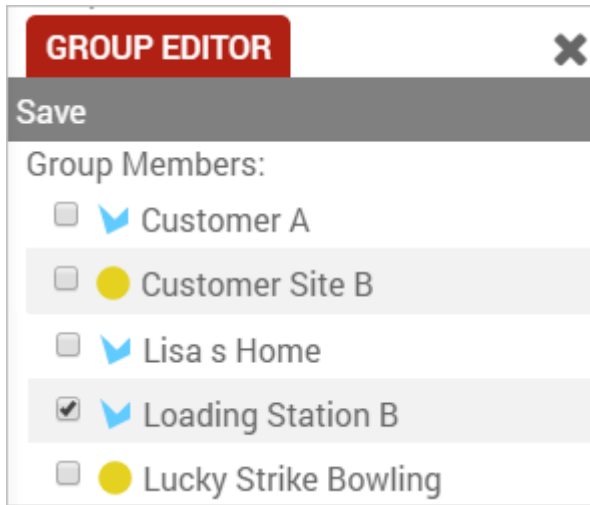 GROUP EDITOR
Save
Group Members:
Customer A
Customer Site B
Lisa s Home
Loading Station B
Lucky Strike Bowling